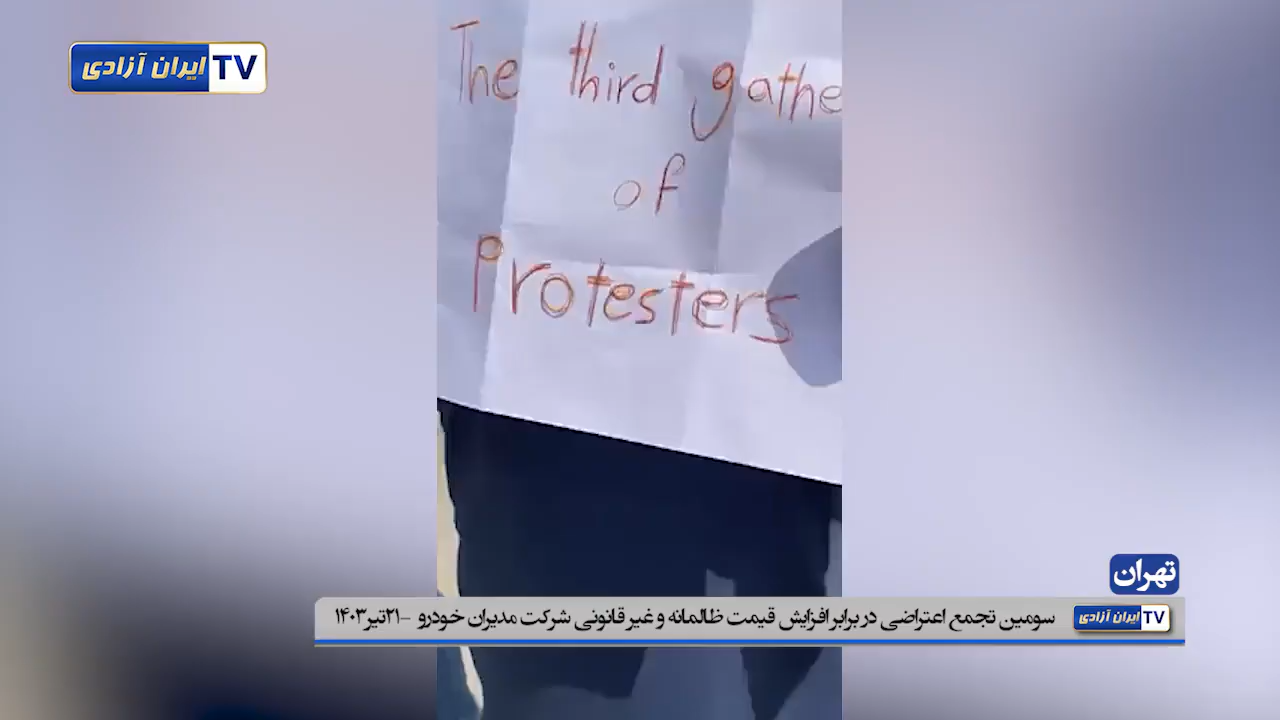 ایران آزادی TV
The third gathe
of
Protesters
تهران
سومین تجمع اعتراضی در برابر افزایش قیمت ظالمانه و غیر قانونی شرکت مدیران خودرو -۲۱تیر۱۴۰۳
ایران آزادی TV